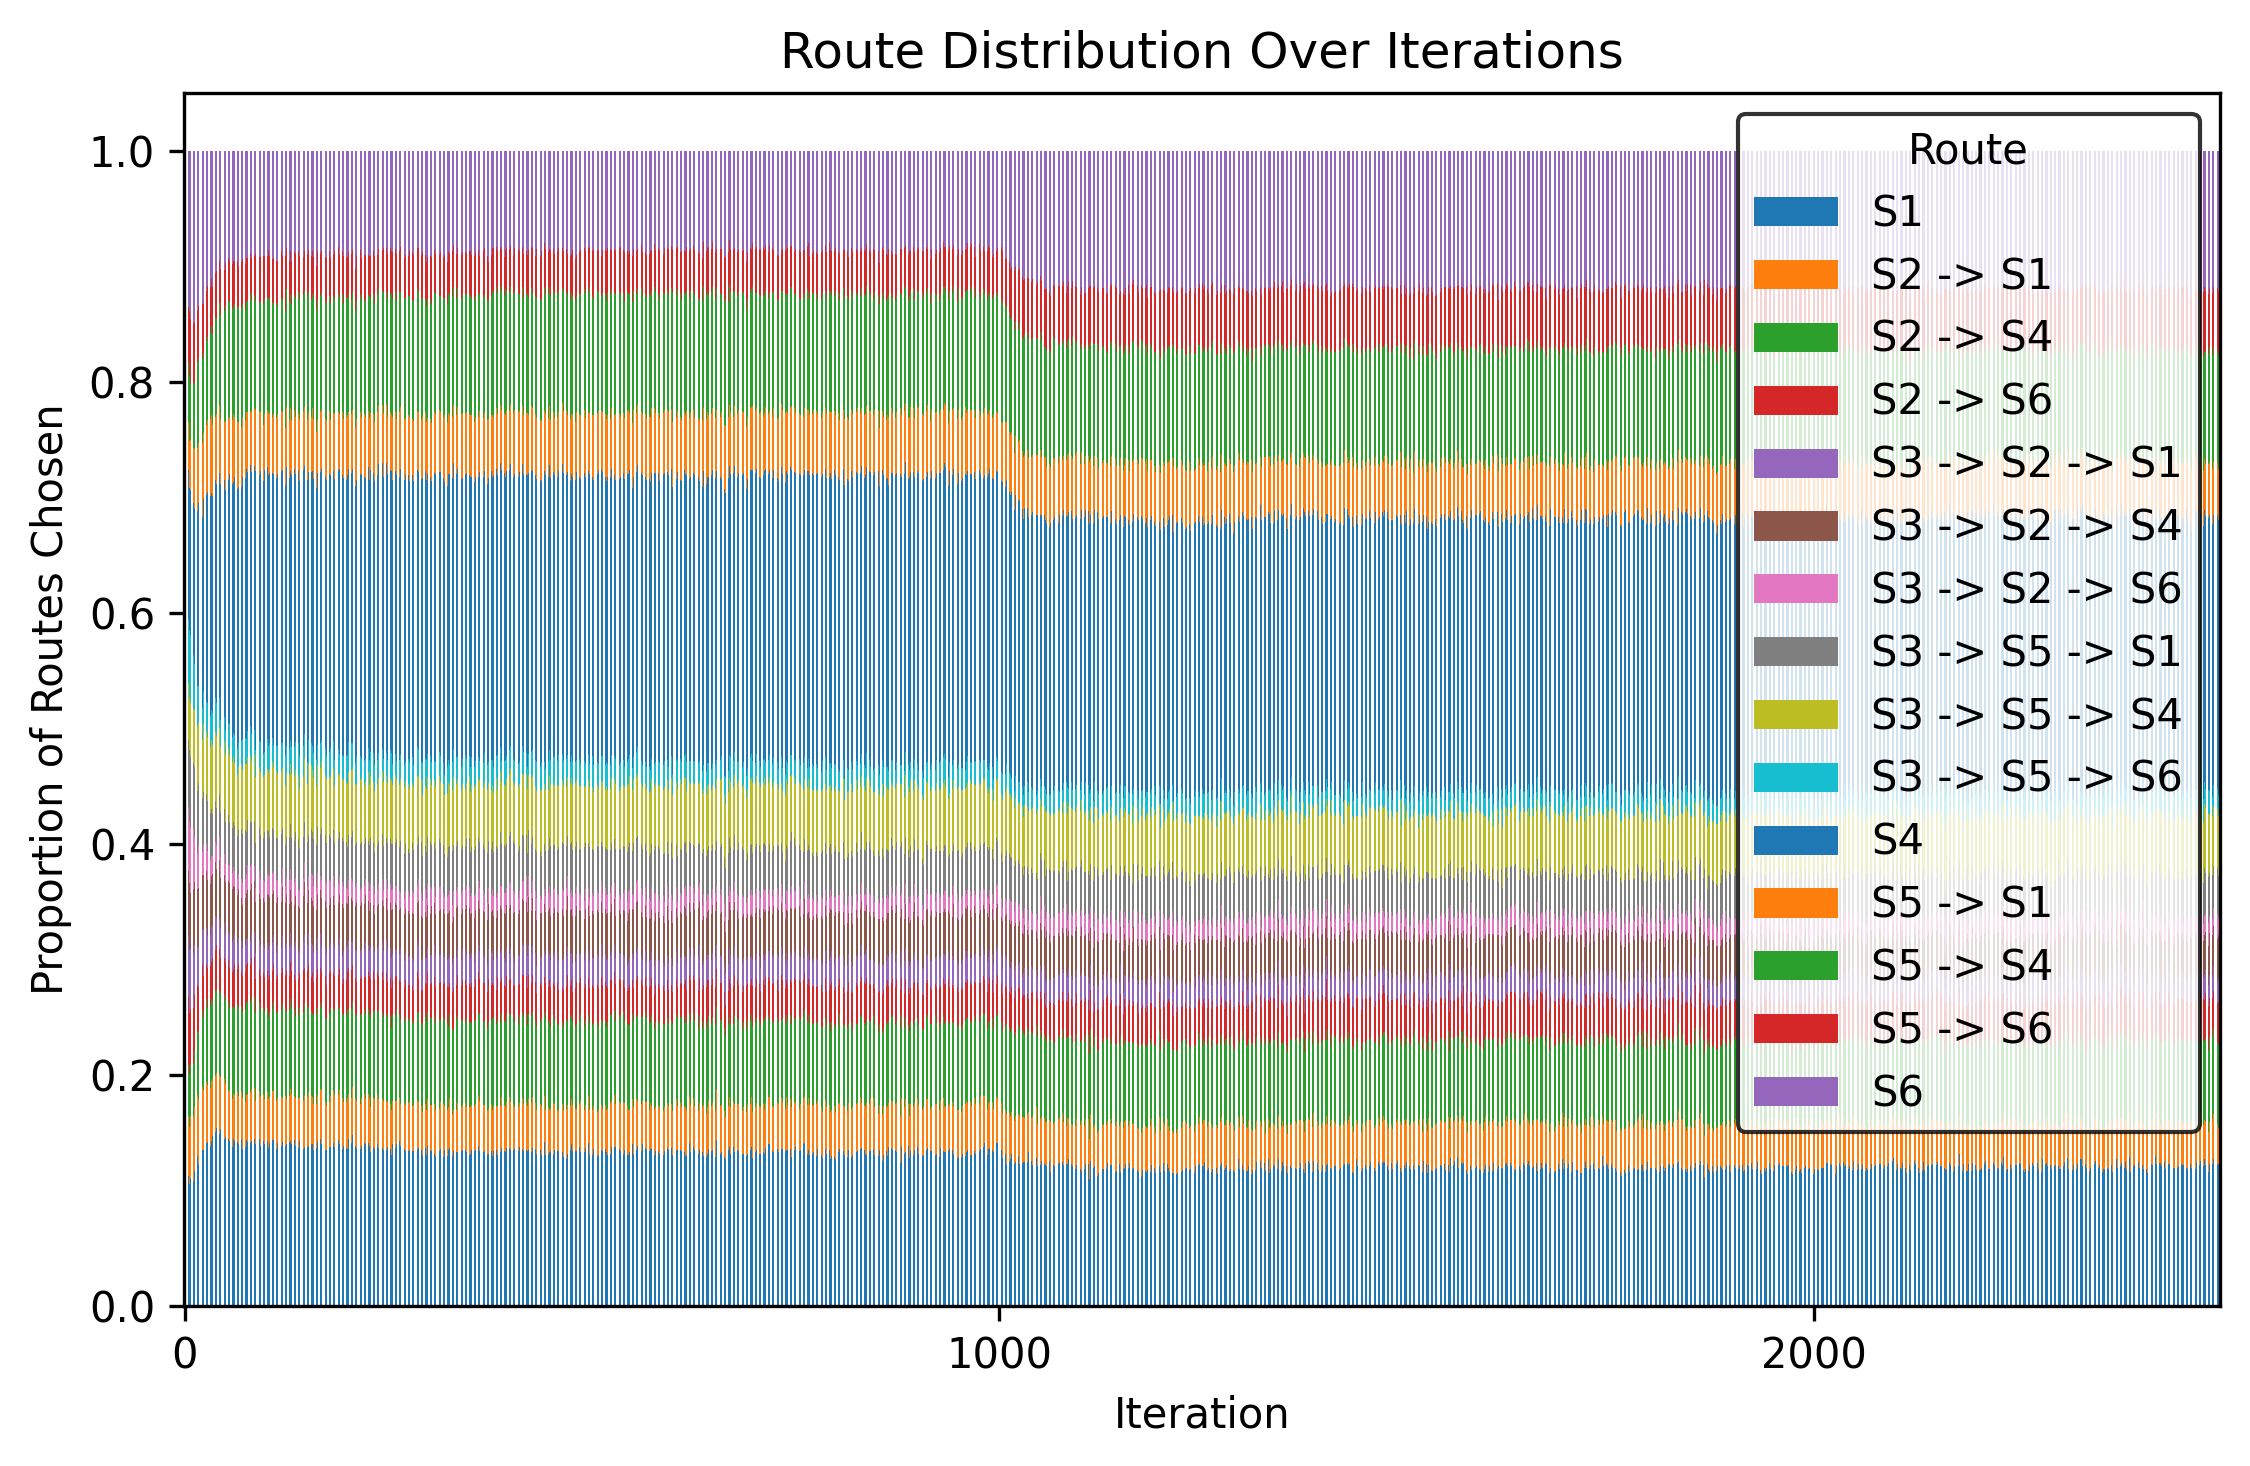 Route Distribution Over Iterations
Proportion of Routes Chosen
1.0
0.8
0.6
0.4
0.2
0.0
0
1000
2000
Iteration
Route
S1
S2 -> S1
S2 -> S4
S2 -> S6
S3 -> S2 -> S1
S3 -> S2 -> S4
S3 -> S2 -> S6
S3 -> S5 -> S1
S3 -> S5 -> S4
S3 -> S5 -> S6
S4
S5 -> S1
S5 -> S4
S5 -> S6
S6